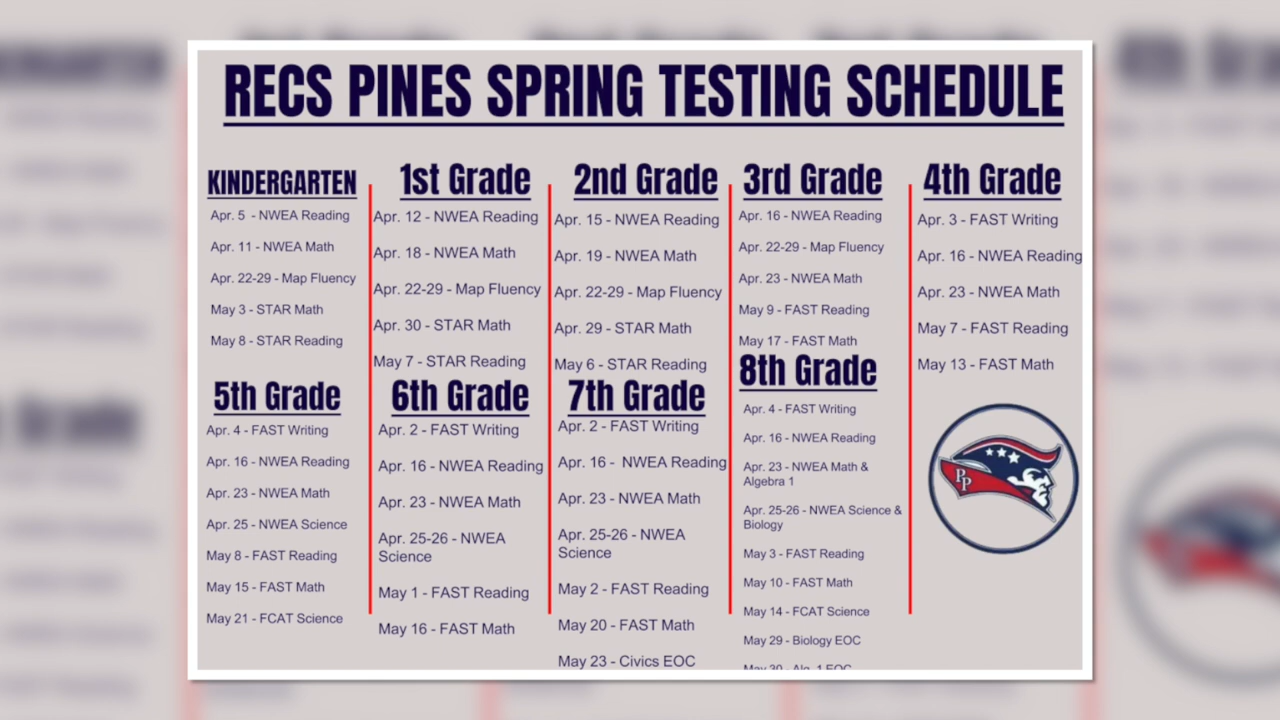 RECS PINES SPRING TESTING SCHEDULE
KINDERGARTEN
Apr. 5 - NWEA Reading
Apr. 11 - NWEA Math
Apr. 22-29 - Map Fluency
May 3 - STAR Math
May 8 - STAR Reading
1st Grade
Apr. 12 - NWEA Reading
Apr. 18 - NWEA Math
Apr. 22-29 - Map Fluency
Apr. 30 - STAR Math
May 7 - STAR Reading
2nd Grade
Apr. 15 - NWEA Reading
Apr. 19 - NWEA Math
Apr. 22-29 - Map Fluency
Apr. 29 - STAR Math
May 6 - STAR Reading
3rd Grade
Apr. 16 - NWEA Reading
Apr. 22-29 - Map Fluency
Apr. 23 - NWEA Math
May 9 - FAST Reading
May 17 - FAST Math
4th Grade
Apr. 3 - FAST Writing
Apr. 16 - NWEA Reading
Apr. 23 - NWEA Math
May 7 - FAST Reading
May 13 - FAST Math
5th Grade
Apr. 4 - FAST Writing
Apr. 16 - NWEA Reading
Apr. 23 - NWEA Math
Apr. 25 - NWEA Science
May 8 - FAST Reading
May 15 - FAST Math
May 21 - FCAT Science
6th Grade
Apr. 2 - FAST Writing
Apr. 16 - NWEA Reading
Apr. 23 - NWEA Math
Apr. 25-26 - NWEA
Science
May 1 - FAST Reading
May 16 - FAST Math
7th Grade
Apr. 2 - FAST Writing
Apr. 16 - NWEA Reading
Apr. 23 - NWEA Math
Apr. 25-26 - NWEA
Science
May 2 - FAST Reading
May 20 - FAST Math
May 23 - Civics EOC
8th Grade
Apr. 4 - FAST Writing
Apr. 16 - NWEA Reading
Apr. 23 - NWEA Math &
Algebra 1
Apr. 25-26 - NWEA Science &
Biology
May 3 - FAST Reading
May 10 - FAST Math
May 14 - FCAT Science
May 29 - Biology EOC
May 30 - Alg. 1 EOC
PP